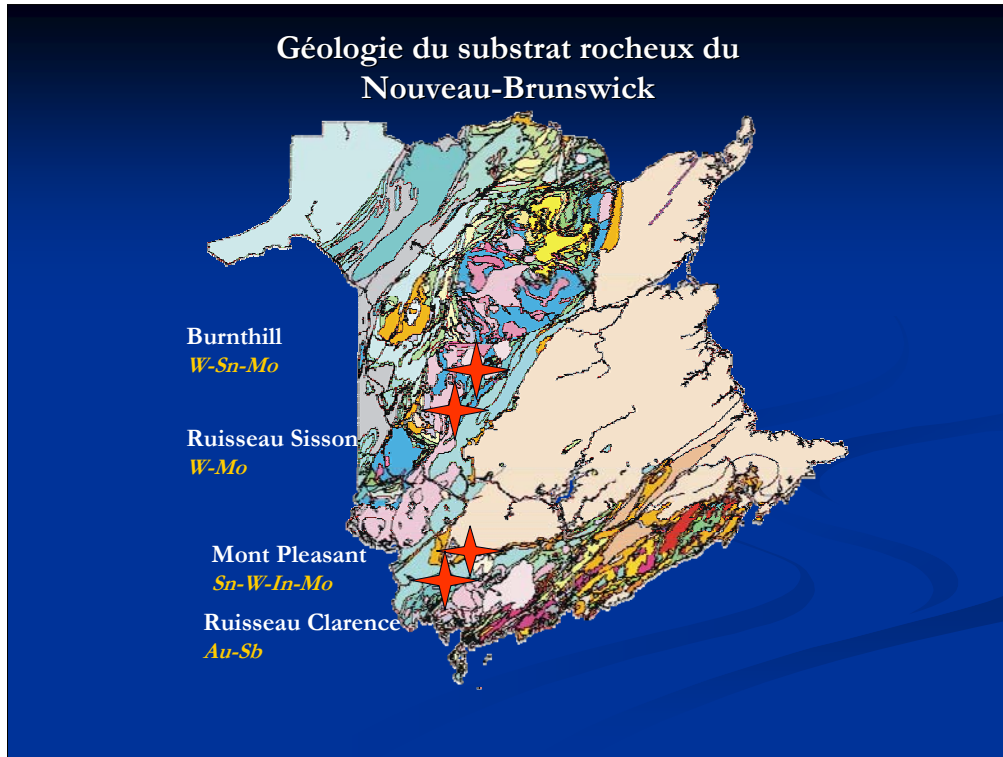 Géologie du substrat rocheux du
Nouveau-Brunswick
Burnthill
W-Sn-Mo
Ruisseau Sisson
W-Mo
Mont Pleasant
Sn-W-In-Mo
Ruisseau Clarence
Au-Sb